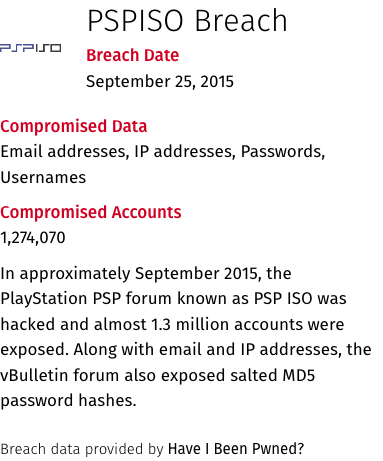 PSPISO Breach
PSPISO
Breach Date
September 25, 2015
Compromised Data
Email addresses, IP addresses, Passwords,
Usernames
Compromised Accounts
1,274,070
In approximately September 2015, the
PlayStation PSP forum known as PSP ISO was
hacked and almost 1.3 million accounts were
exposed. Along with email and IP addresses, the
vBulletin forum also exposed salted MD5
password hashes.
Breach data provided by Have I Been Pwned?